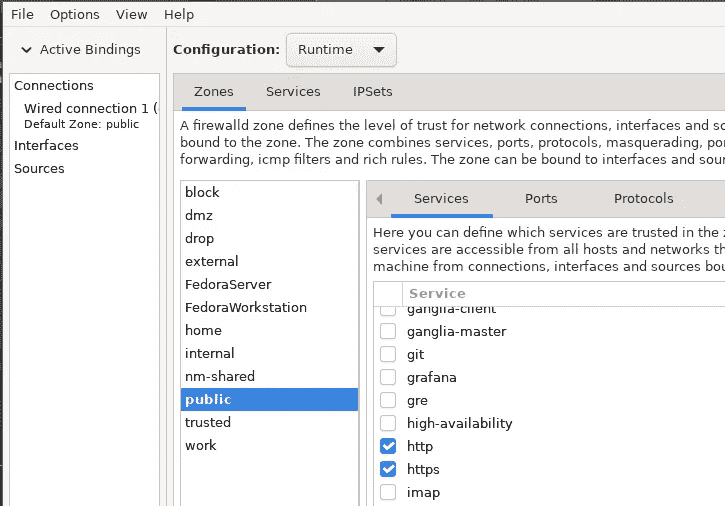 File Options View Help
Active Bindings
Configuration: Runtime
Connections
Wired connection 1 (
Default Zone: public
Interfaces
Sources
Zones Services IPSets
A firewalld zone defines the level of trust for network connections, interfaces and
bound to the zone. The zone combines services, ports, protocols, masquerading,
forwarding, icmp filters and rich rules. The zone can be bound to interfaces and
block
dmz
drop
external
FedoraServer
FedoraWorkstation
home
internal
nm-shared
public
trusted
work
Services Ports Protocols
Here you can define which services are trusted in the
services are accessible from all hosts and networks
machine from connections, interfaces and sources
Service
ganglia-client
ganglia-master
git
grafana
gre
high-availability
http
https
imap